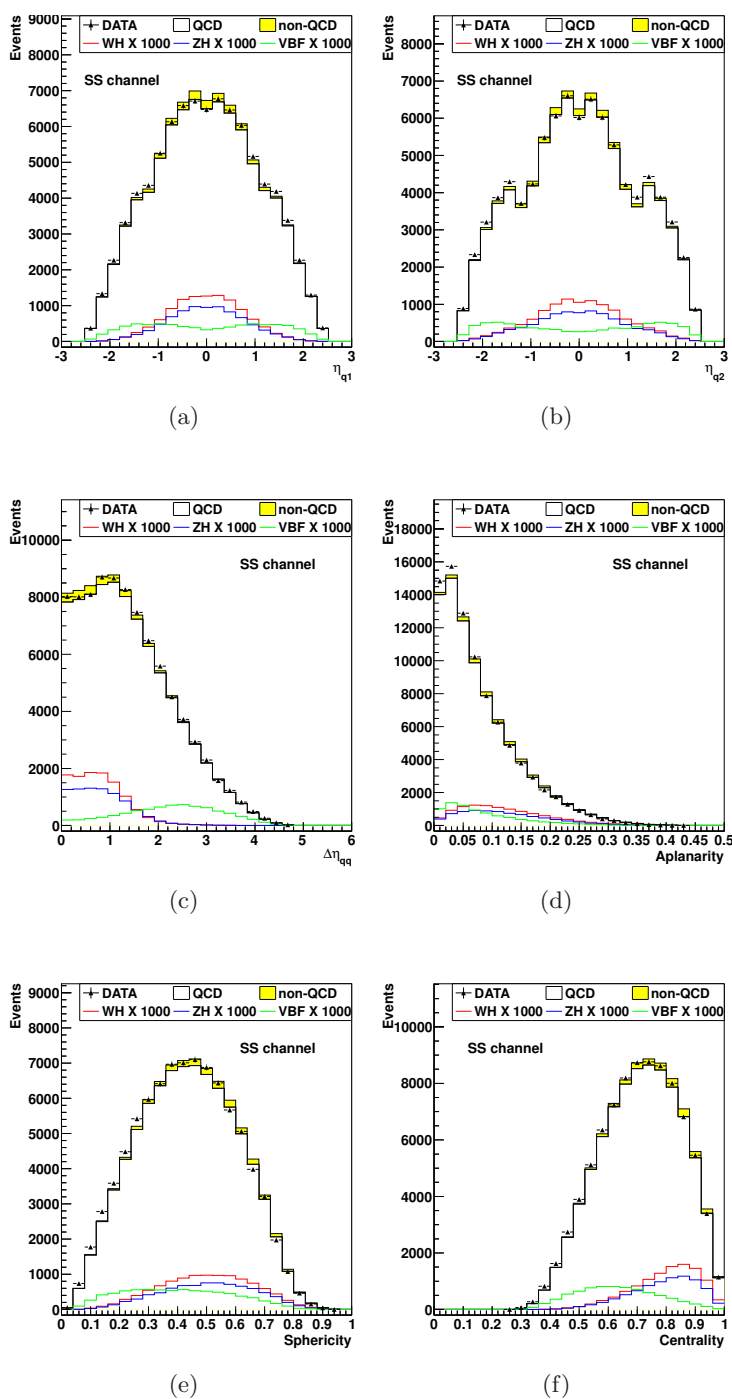 Events
9000
8000
7000
6000
5000
4000
3000
2000
1000
0
DATA QCD non-QCD
WH X 1000 ZH X 1000 VBF X 1000
SS channel
-3 -2 -1 0 1 2 3
η_q1
(a)
Events
8000
7000
6000
5000
4000
3000
2000
1000
0
DATA QCD non-QCD
WH X 1000 ZH X 1000 VBF X 1000
SS channel
-3 -2 -1 0 1 2 3
η_q2
(b)
Events
10000
8000
6000
4000
2000
0
DATA QCD non-QCD
WH X 1000 ZH X 1000 VBF X 1000
SS channel
0 1 2 3 4 5 6
Δη_qq
(c)
Events
18000
16000
14000
12000
10000
8000
6000
4000
2000
0
DATA QCD non-QCD
WH X 1000 ZH X 1000 VBF X 1000
SS channel
0 0.05 0.1 0.15 0.2 0.25 0.3 0.35 0.4 0.45 0.5
Aplanarity
(d)
Events
9000
8000
7000
6000
5000
4000
3000
2000
1000
0
DATA QCD non-QCD
WH X 1000 ZH X 1000 VBF X 1000
SS channel
0 0.1 0.2 0.3 0.4 0.5 0.6 0.7 0.8 0.9 1
Sphericity
(e)
Events
10000
8000
6000
4000
2000
0
DATA QCD non-QCD
WH X 1000 ZH X 1000 VBF X 1000
SS channel
0 0.1 0.2 0.3 0.4 0.5 0.6 0.7 0.8 0.9 1
Centrality
(f)